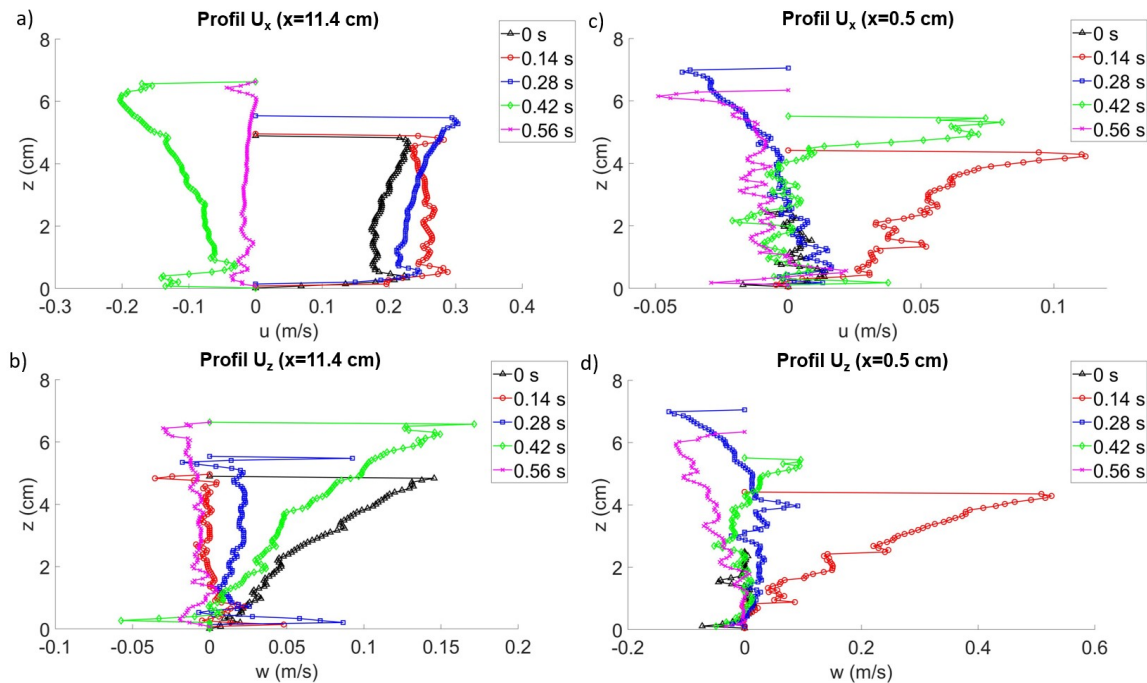 a)
Profil Ux (x=11.4 cm)
8
6
4
2
0
z (cm)
-0.3
-0.2
-0.1
0
0.1
0.2
0.3
0.4
u (m/s)
0 s
0.14 s
0.28 s
0.42 s
0.56 s
c)
Profil Ux (x=0.5 cm)
8
6
4
2
0
z (cm)
-0.05
0
0.05
0.1
u (m/s)
0 s
0.14 s
0.28 s
0.42 s
0.56 s
b)
Profil Uz (x=11.4 cm)
8
6
4
2
0
z (cm)
-0.1
-0.05
0
0.05
0.1
0.15
0.2
w (m/s)
0 s
0.14 s
0.28 s
0.42 s
0.56 s
d)
Profil Uz (x=0.5 cm)
8
6
4
2
0
z (cm)
-0.2
0
0.2
0.4
0.6
w (m/s)
0 s
0.14 s
0.28 s
0.42 s
0.56 s